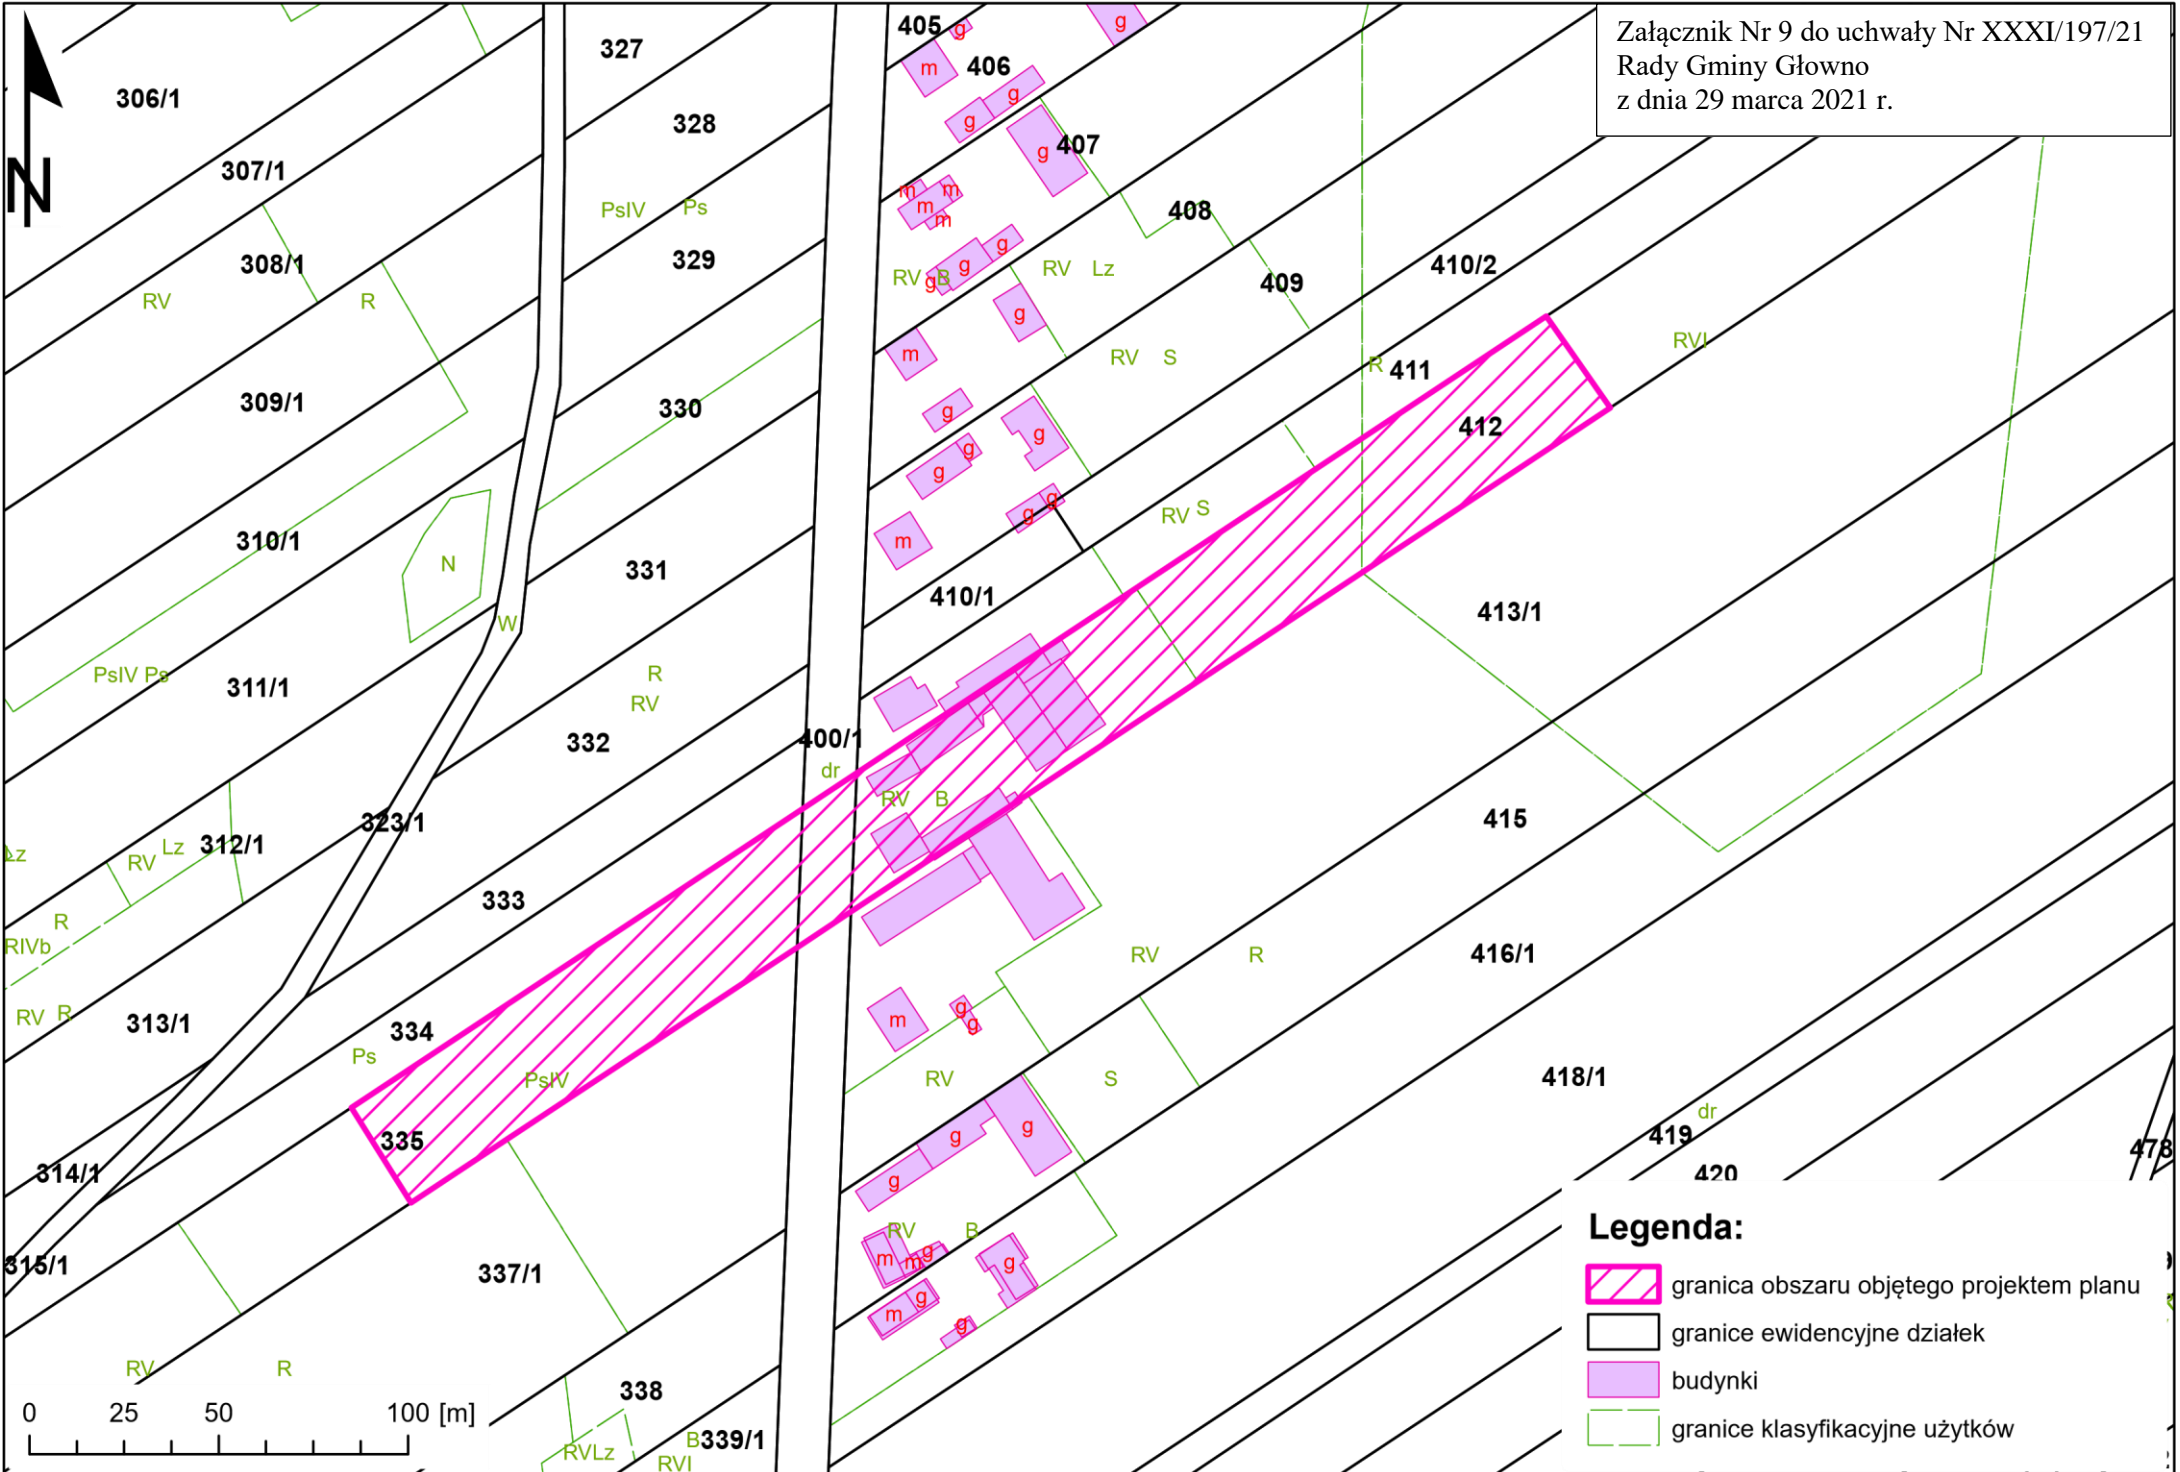 Załącznik Nr 9 do uchwały Nr XXXI/197/21
Rady Gminy Głowno
z dnia 29 marca 2021 r.
N
327
405
g
g
406
m
306/1
328
g
g
407
g
307/1
PsIV Ps
m m
m
m
408
308/1
329
g
g
g
RV B
RV Lz
409
410/2
RV
R
g
m
RV S
R
411
RVI
309/1
330
g
g
412
g
g
310/1
N
331
m
g g
RV S
410/1
413/1
W
PsIV Ps
311/1
R
RV
332
400/1
dr
RV B
323/1
415
Lz
RV
Lz
312/1
333
R
RIVb
RV R
416/1
RV R
313/1
334
m
g
g
Ps
PsIV
RV
S
418/1
dr
335
g
g
419
478
314/1
g
420
RV B
315/1
337/1
m
m
g
g
g
m
g
RV
R
338
B
339/1
RVLz
RVI
0 25 50 100 [m]
Legenda:
granica obszaru objętego projektem planu
granice ewidencyjne działek
budynki
granice klasyfikacyjne użytków